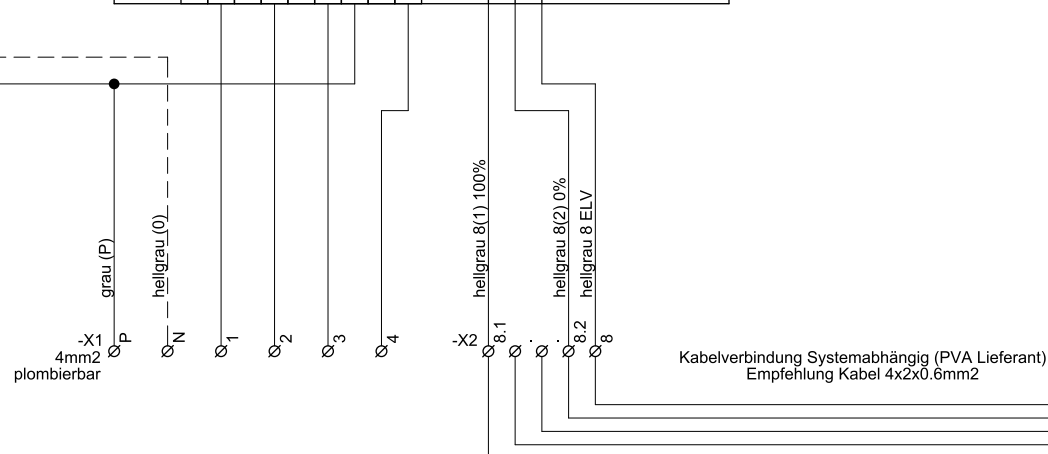 grau (P)
hellgrau (0)
hellgrau 8(1) 100%
hellgrau 8(2) 0%
hellgrau 8 ELV
-X1
4mm2
plombierbar
P
N
1
2
3
4
-X2
8.1
.
.
8.2
8
Kabelverbindung Systemabhängig (PVA Lieferant)
Empfehlung Kabel 4x2x0.6mm2